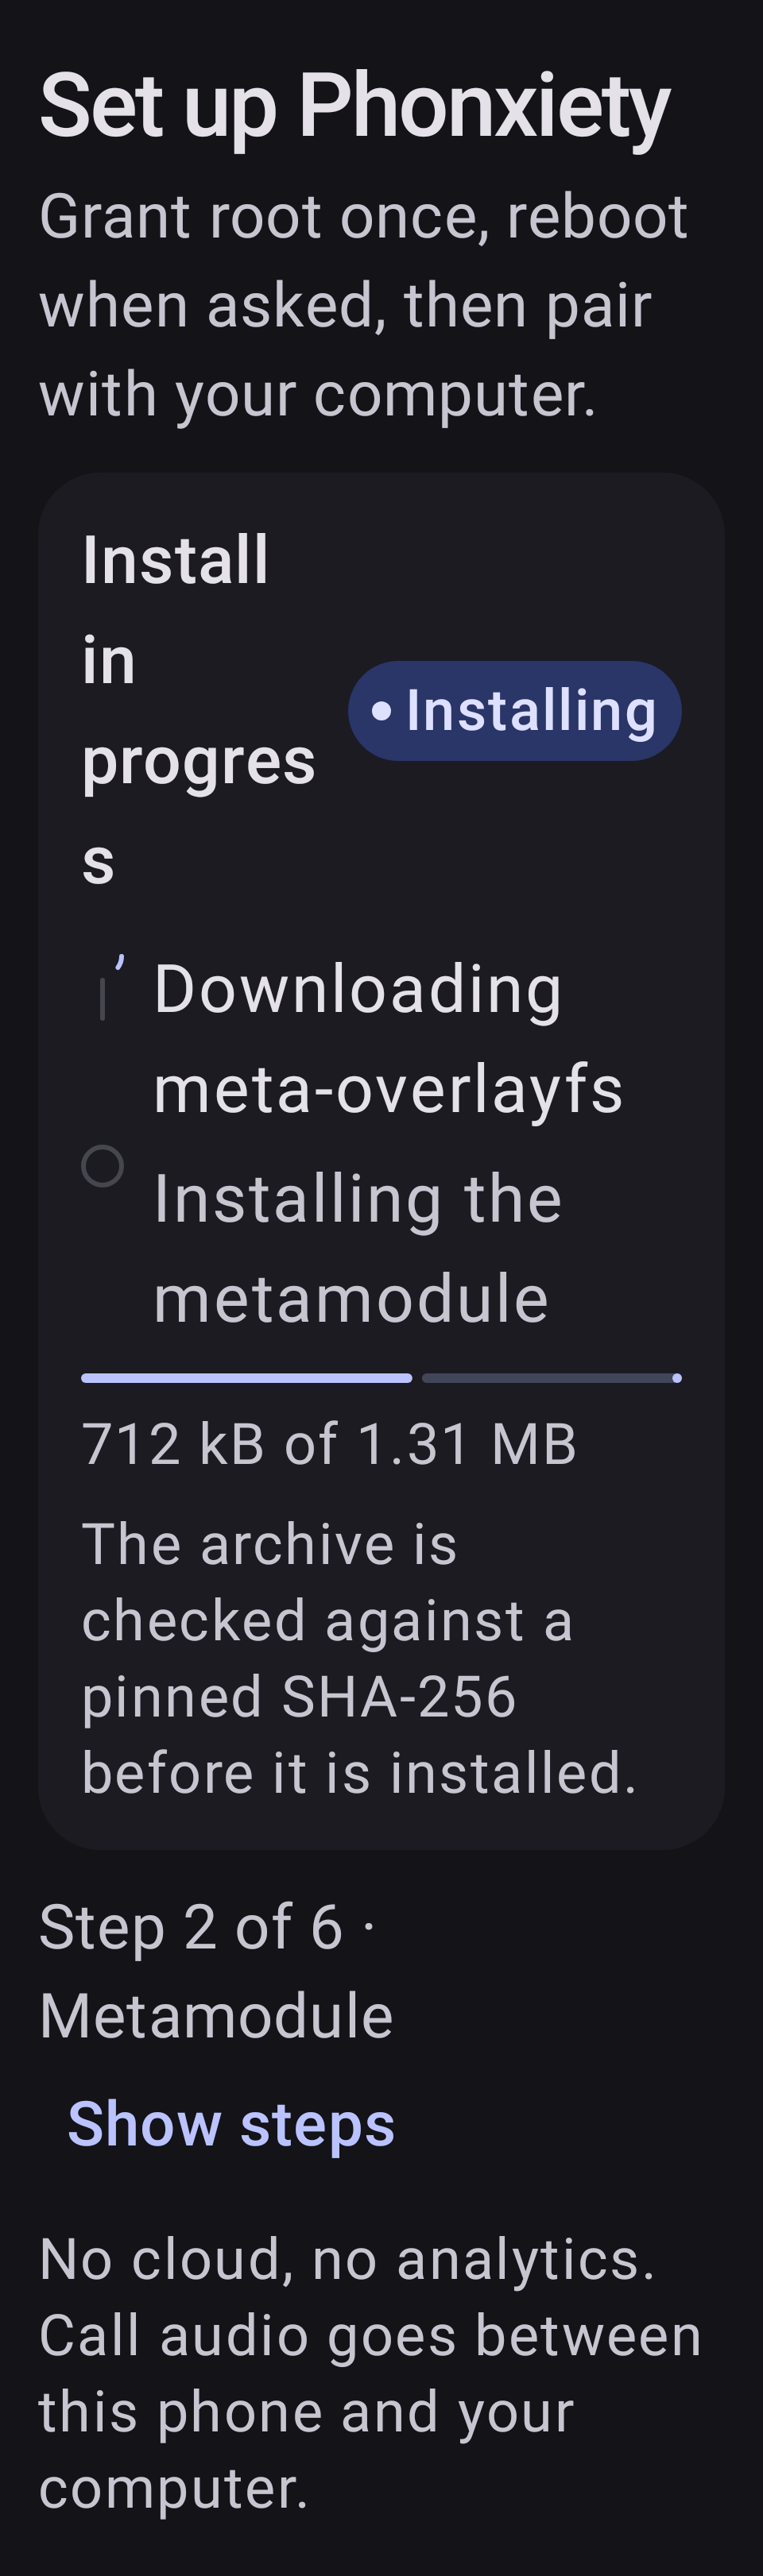 Set up Phonxiety
Grant root once, reboot
when asked, then pair
with your computer.
Install
in
progres
s
• Installing
Downloading
meta-overlayfs
Installing the
metamodule
712 kB of 1.31 MB
The archive is
checked against a
pinned SHA-256
before it is installed.
Step 2 of 6 ·
Metamodule
Show steps
No cloud, no analytics.
Call audio goes between
this phone and your
computer.